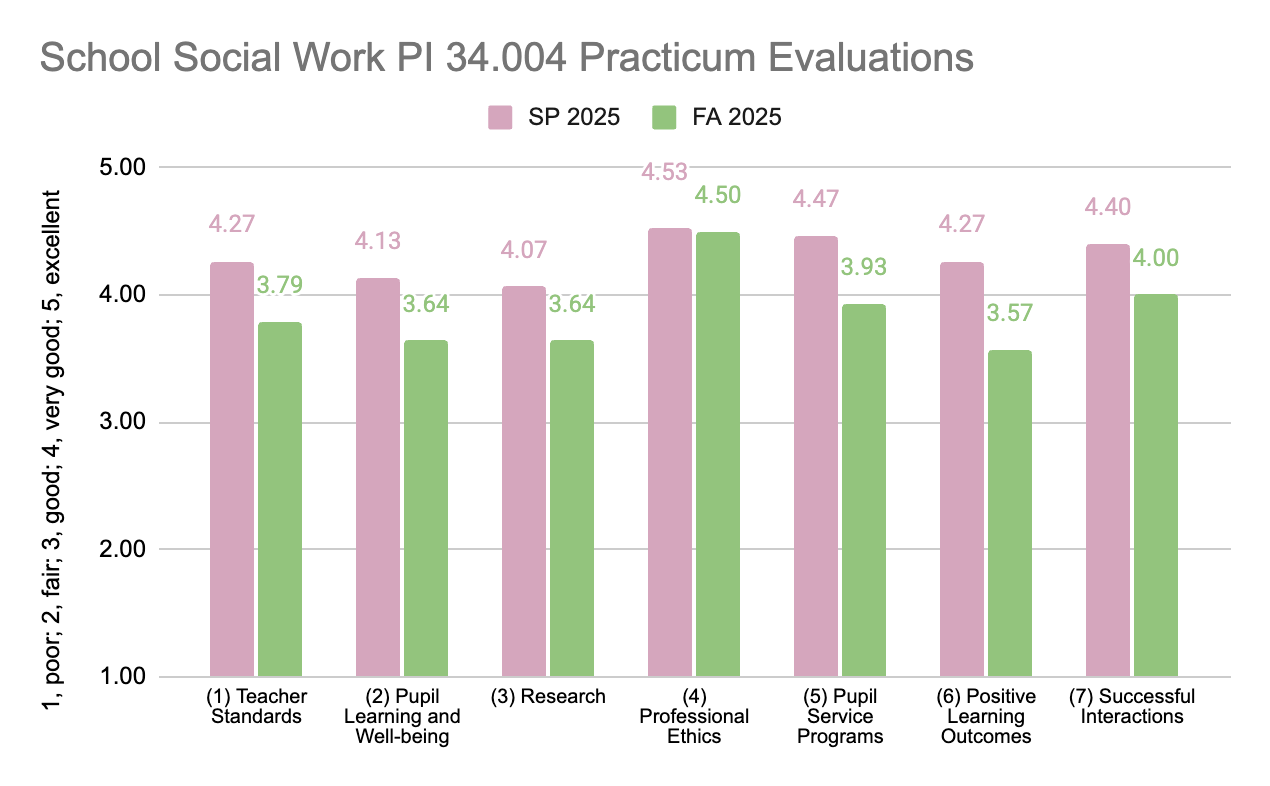 School Social Work PI 34.004 Practicum Evaluations
SP 2025
FA 2025
1, poor; 2, fair; 3, good; 4, very good; 5, excellent
5.00
4.00
3.00
2.00
1.00
4.27
3.79
4.13
3.64
4.07
3.64
4.53
4.50
4.47
3.93
4.27
3.57
4.40
4.00
(1) Teacher
Standards
(2) Pupil
Learning and
Well-being
(3) Research
(4)
Professional
Ethics
(5) Pupil
Service
Programs
(6) Positive
Learning
Outcomes
(7) Successful
Interactions